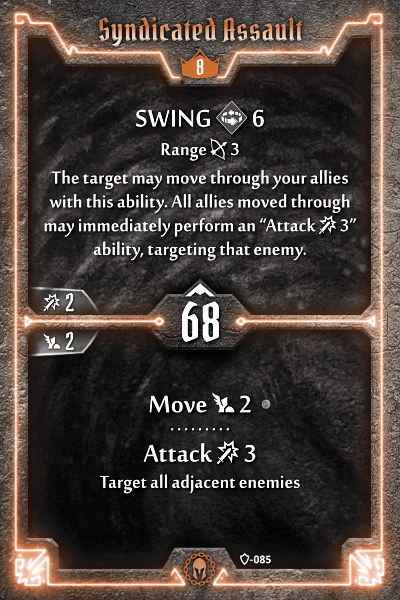 Syndicated Assault
8
SWING 6
Range 3
The target may move through your allies
with this ability. All allies moved through
may immediately perform an “Attack 3”
ability, targeting that enemy.
2
68
2
Move 2
Attack 3
Target all adjacent enemies
-085